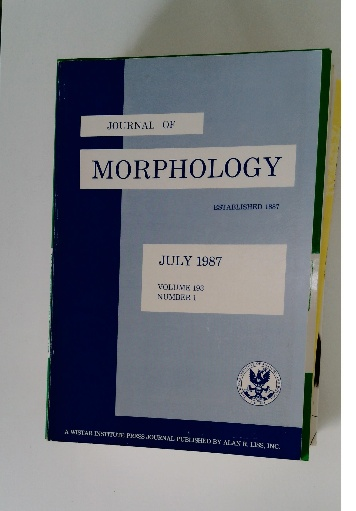 JOURNAL OF
MORPHOLOGY
ESTABLISHED 1887
JULY 1987
VOLUME 193
NUMBER 1
A WISTAR INSTITUTE PRESS JOURNAL PUBLISHED BY ALAN R. LISS, INC.